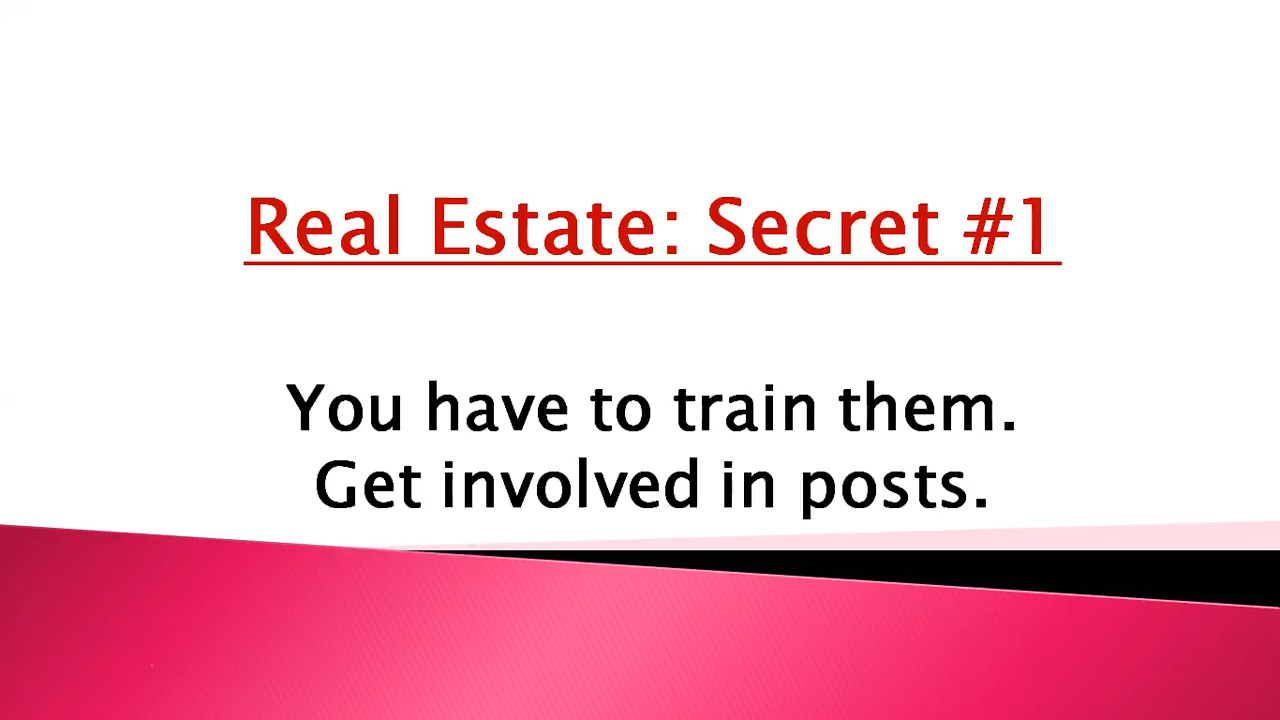 Real Estate: Secret #1
You have to train them.
Get involved in posts.